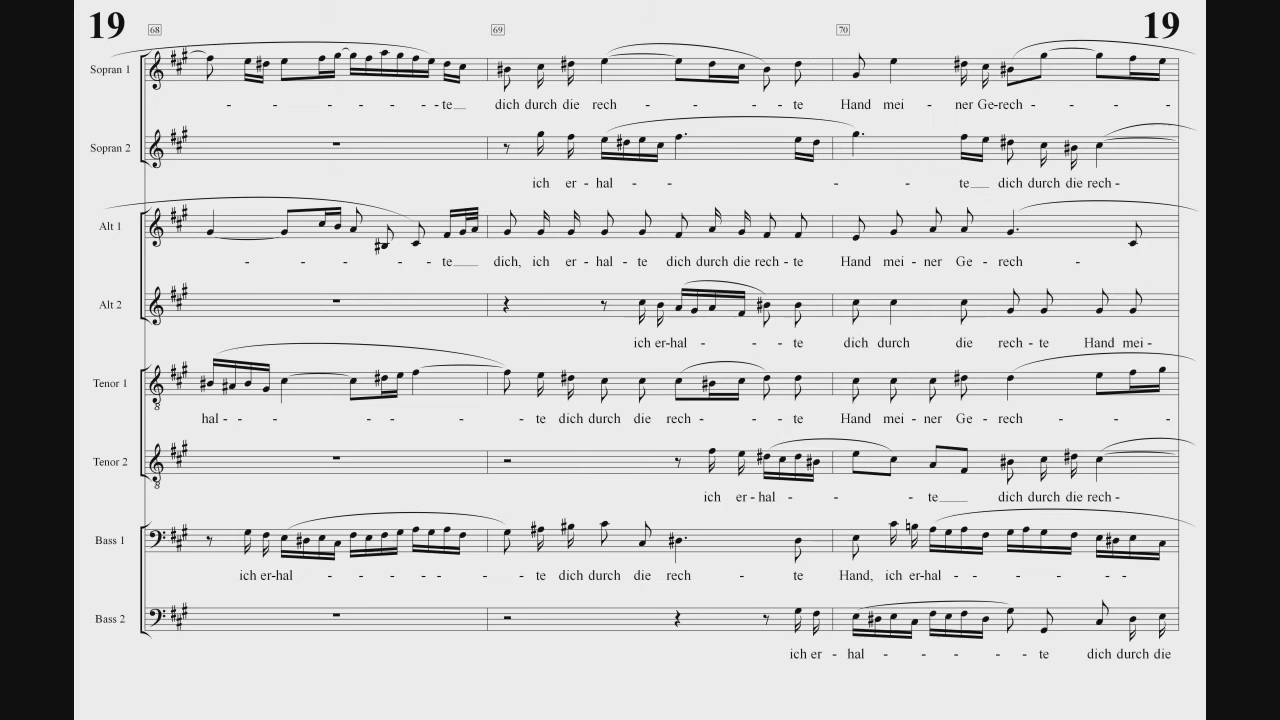 19 19
68 69 70
Sopran 1
- - - - - - te dich durch die rech - - - te Hand mei - ner Ge-rech - - - -
Sopran 2
ich er - hal - - - - - te dich durch die rech -
Alt 1
- - - - - - te dich, ich er - hal - te dich durch die rech - te Hand mei - ner Ge - rech -
Alt 2
ich er-hal - - - te dich durch die rech - te Hand mei -
Tenor 1
hal - - - - - - - te dich durch die rech - - - te Hand mei - ner Ge - rech - - -
Tenor 2
ich er - hal - - - te dich durch die rech -
Bass 1
ich er-hal - - - - - - - te dich durch die rech - te Hand, ich er-hal - - - - - -
Bass 2
ich er - hal - - - - - te dich durch die